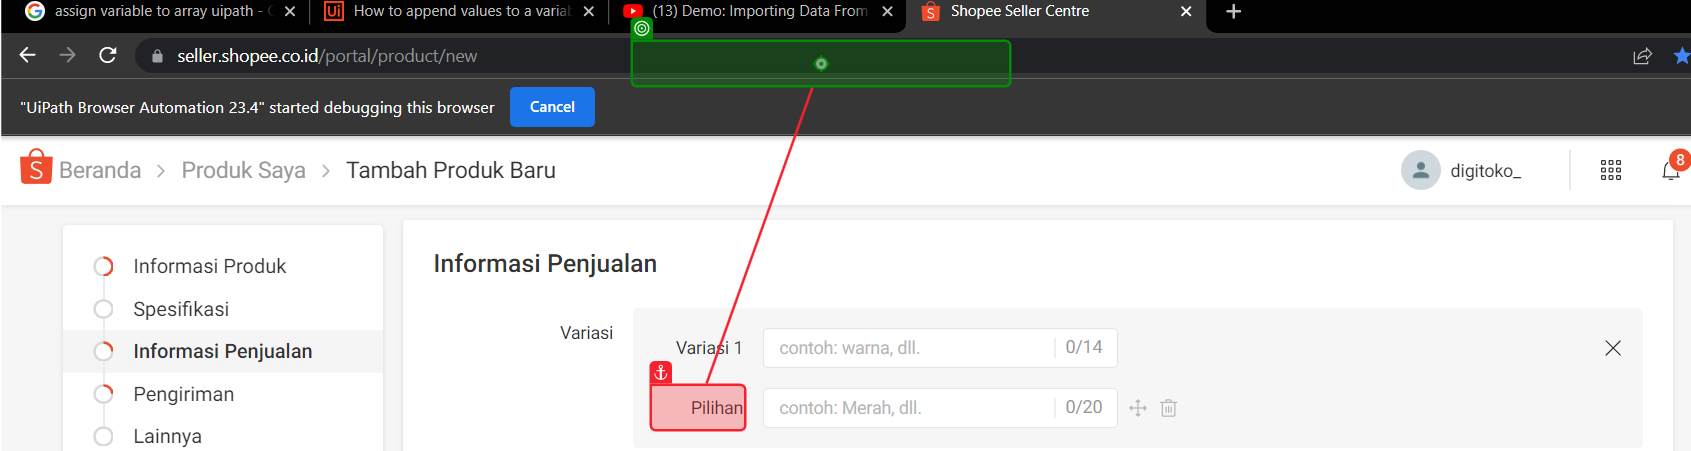 assign variable to array uipath - G
How to append values to a variab
(13) Demo: Importing Data From
Shopee Seller Centre
seller.shopee.co.id/portal/product/new
"UiPath Browser Automation 23.4" started debugging this browser
Cancel
Beranda > Produk Saya > Tambah Produk Baru
digitoko_
8
Informasi Produk
Spesifikasi
Informasi Penjualan
Pengiriman
Lainnya
Informasi Penjualan
Variasi
Variasi 1
contoh: warna, dll.
0/14
Pilihan
contoh: Merah, dll.
0/20